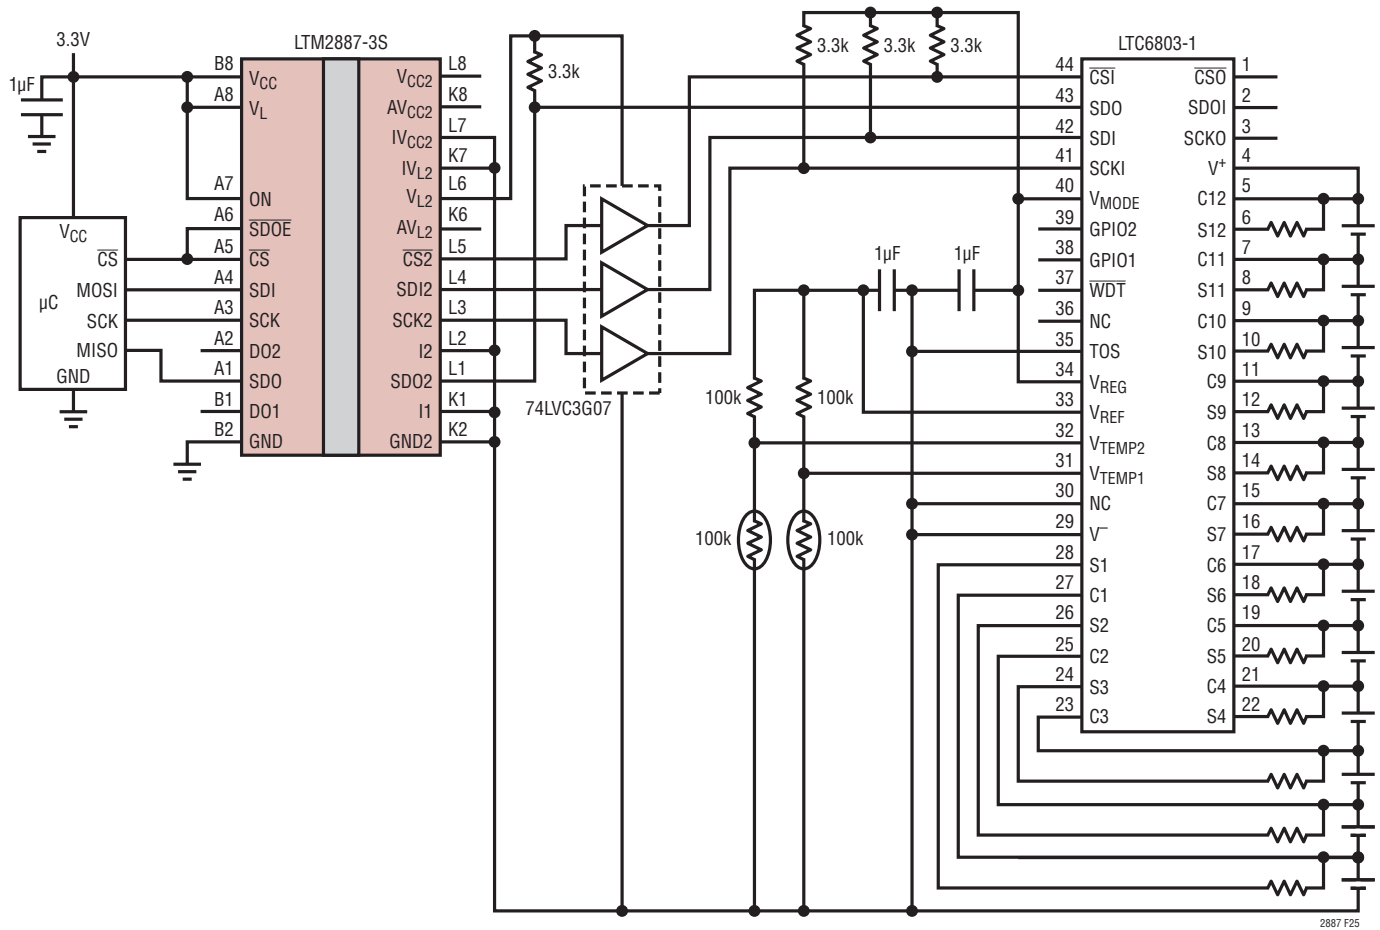 3.3V
1µF
LTM2887-3S
B8 VCC
A8 VL
A7 ON
A6 SDOE
A5 CS
A4 SDI
A3 SCK
A2 DO2
A1 SDO
B1 DO1
B2 GND
VCC
CS
µC
MOSI
SCK
MISO
GND
VCC2 L8
AVCC2 K8
IVCC2 L7
IVL2 K7
VL2 L6
AVL2 K6
CS2 L5
SDI2 L4
SCK2 L3
I2 L2
SDO2 L1
I1 K1
GND2 K2
3.3k
74LVC3G07
3.3k
3.3k
3.3k
1µF
1µF
100k
100k
100k
100k
LTC6803-1
44 CSI
43 SDO
42 SDI
41 SCKI
40 VMODE
39 GPIO2
38 GPIO1
37 WDT
36 NC
35 TOS
34 VREG
33 VREF
32 VTEMP2
31 VTEMP1
30 NC
29 V–
28 S1
27 C1
26 S2
25 C2
24 S3
23 C3
CSO 1
SDOI 2
SCKO 3
V+ 4
C12 5
S12 6
C11 7
S11 8
C10 9
S10 10
C9 11
S9 12
C8 13
S8 14
C7 15
S7 16
C6 17
S6 18
C5 19
S5 20
C4 21
S4 22
2887 F25